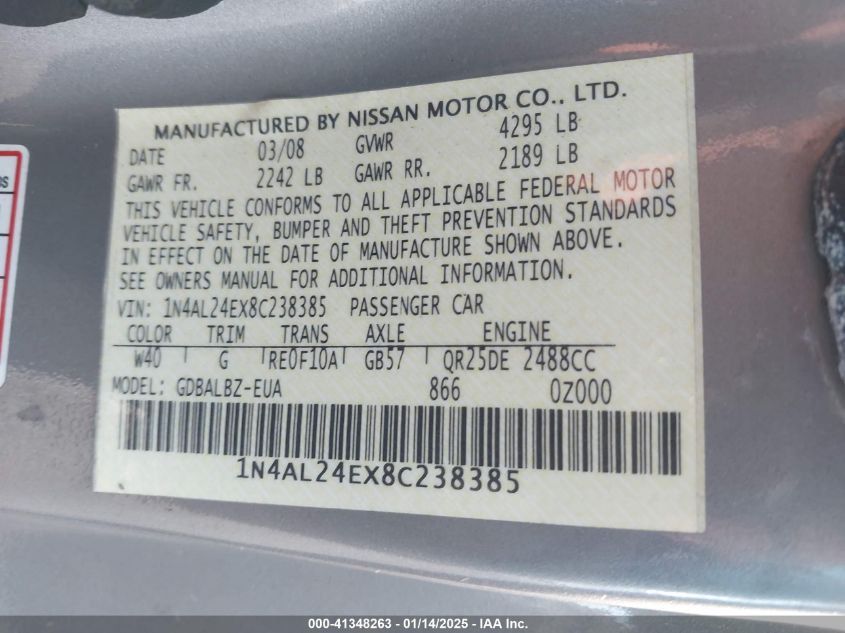 MANUFACTURED BY NISSAN MOTOR CO., LTD.
DATE 03/08 GVWR 4295 LB
GAWR FR. 2242 LB GAWR RR. 2189 LB
THIS VEHICLE CONFORMS TO ALL APPLICABLE FEDERAL MOTOR
VEHICLE SAFETY, BUMPER AND THEFT PREVENTION STANDARDS
IN EFFECT ON THE DATE OF MANUFACTURE SHOWN ABOVE.
SEE OWNERS MANUAL FOR ADDITIONAL INFORMATION.
VIN: 1N4AL24EX8C238385 PASSENGER CAR
COLOR TRIM TRANS AXLE ENGINE
W40 G RE0F10A GB57 QR25DE 2488CC
MODEL: GDBALBZ-EUA 866 0Z000
1N4AL24EX8C238385
000-41348263 - 01/14/2025 - IAA Inc.